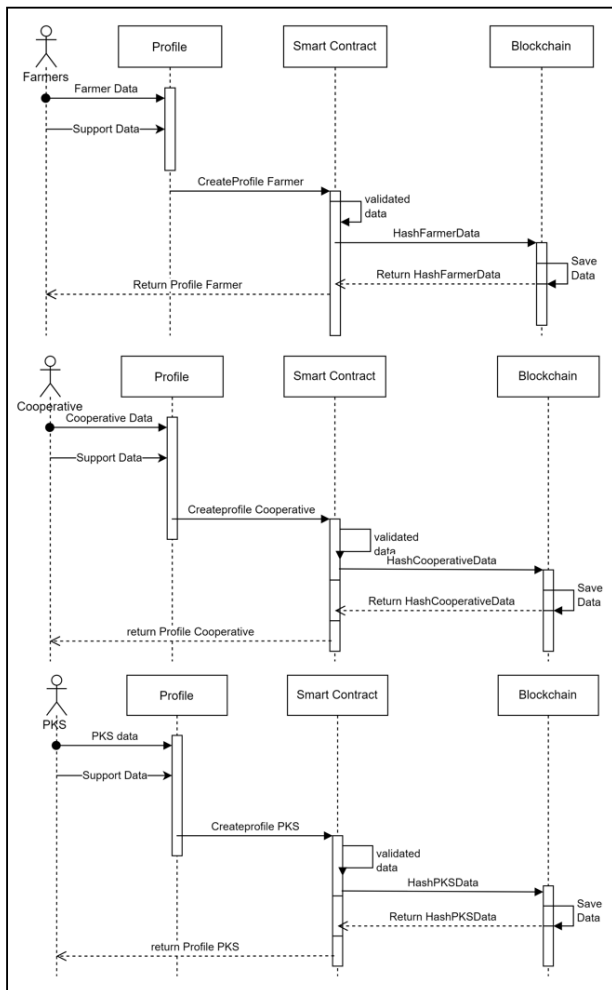 Profile
Smart Contract
Blockchain
Farmers
Farmer Data
Support Data
CreateProfile Farmer
validated
data
HashFarmerData
Save
Data
Return HashFarmerData
Return Profile Farmer
Profile
Smart Contract
Blockchain
Cooperative
Cooperative Data
Support Data
Createprofile Cooperative
validated
data
HashCooperativeData
Save
Data
Return HashCooperativeData
return Profile Cooperative
Profile
Smart Contract
Blockchain
PKS
PKS data
Support Data
Createprofile PKS
validated
data
HashPKSData
Save
Data
Return HashPKSData
return Profile PKS